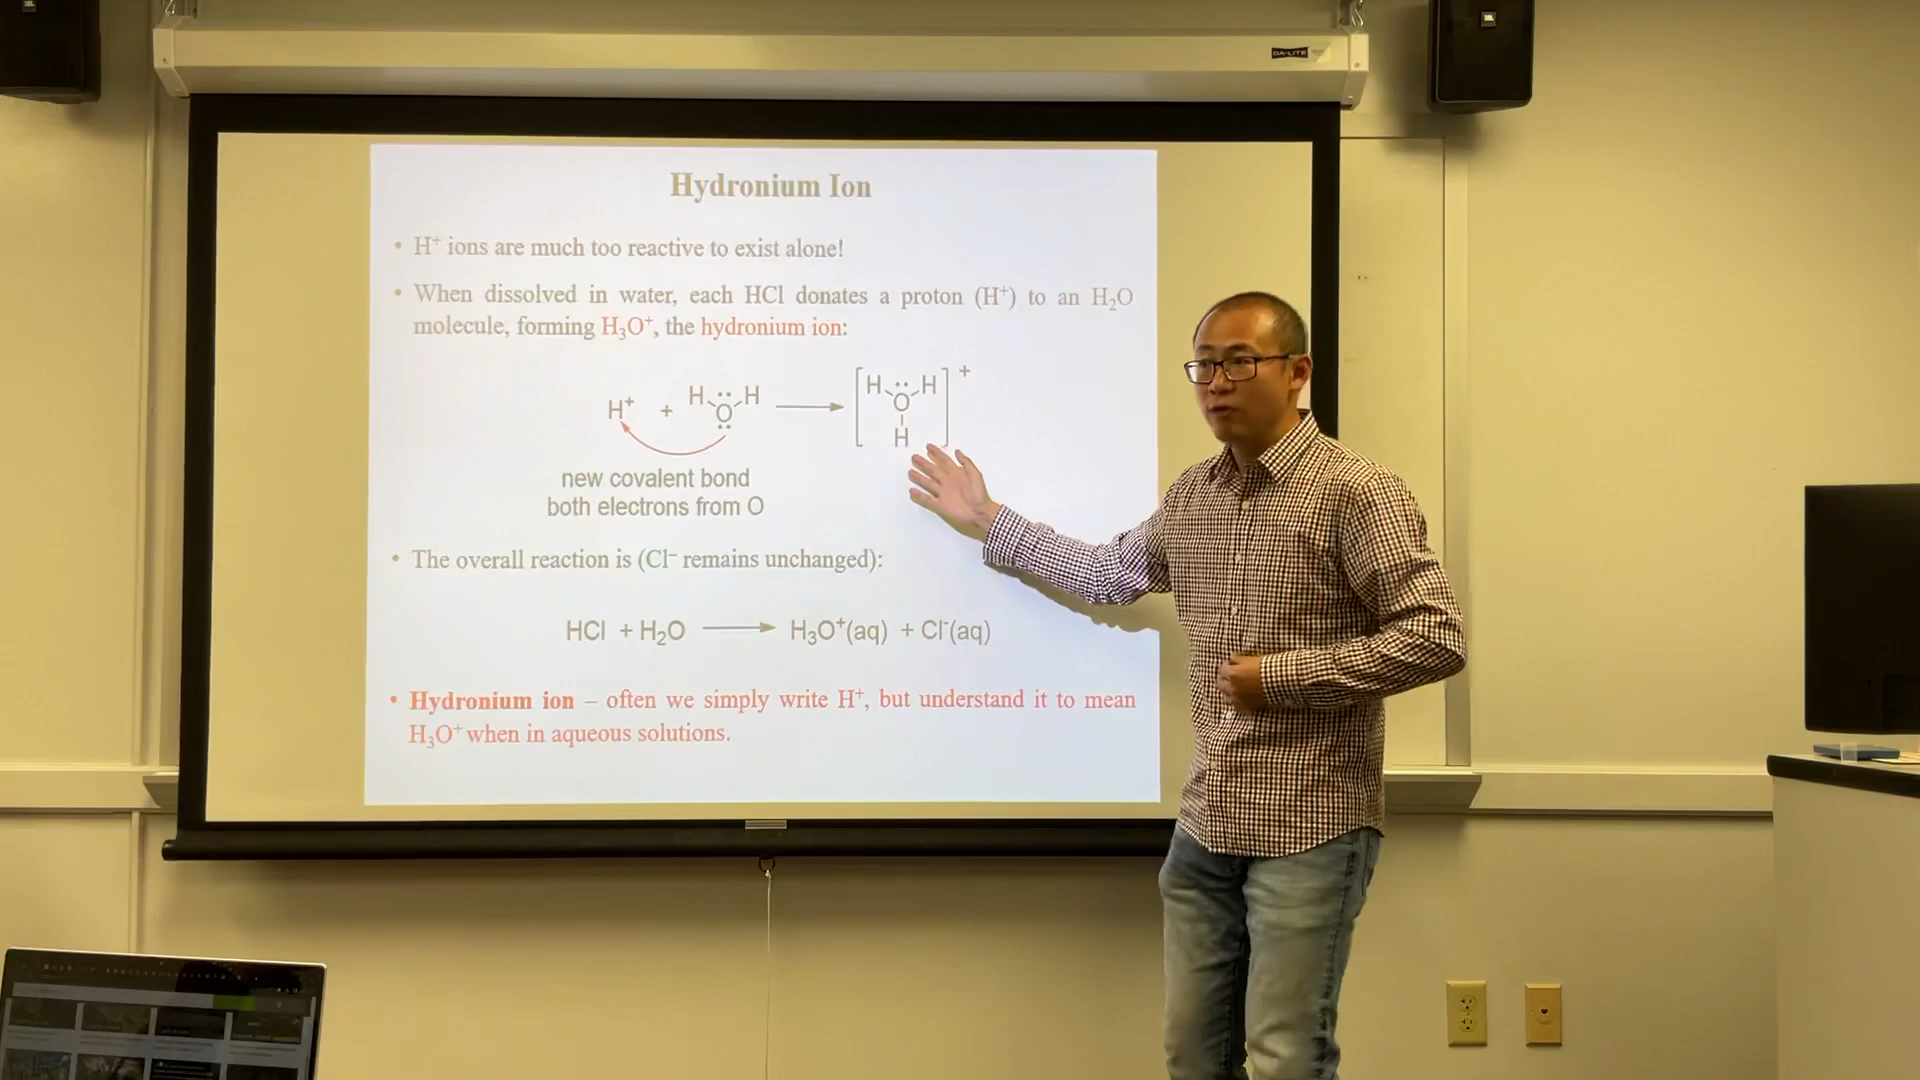 DA-LITE
JBL
Hydronium Ion
• H⁺ ions are much too reactive to exist alone!
• When dissolved in water, each HCl donates a proton (H⁺) to an H₂O
molecule, forming H₃O⁺, the hydronium ion:
H⁺ + H Ö H → [H Ö H H]⁺
new covalent bond
both electrons from O
• The overall reaction is (Cl⁻ remains unchanged):
HCl + H₂O → H₃O⁺(aq) + Cl⁻(aq)
• Hydronium ion – often we simply write H⁺, but understand it to mean
H₃O⁺ when in aqueous solutions.